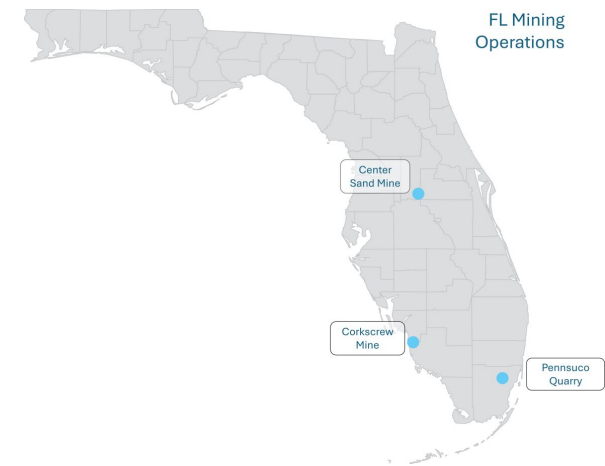 FL Mining
Operations
Center
Sand Mine
Corkscrew
Mine
Pennsuco
Quarry